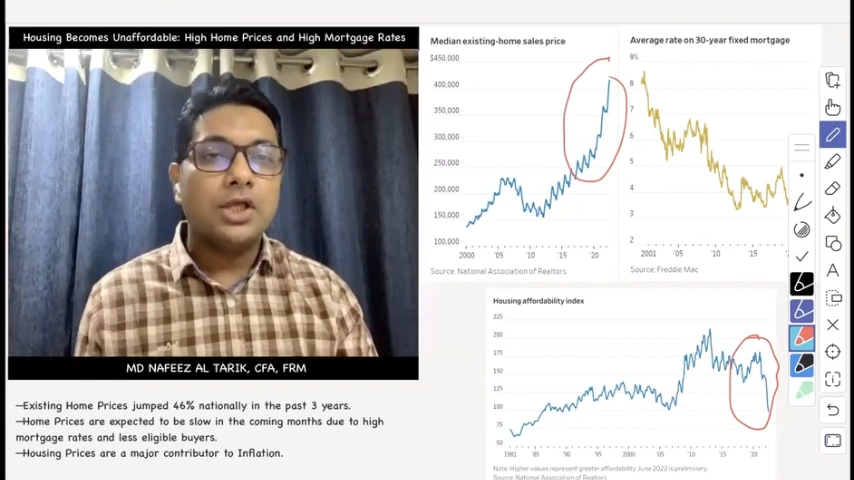 Housing Becomes Unaffordable: High Home Prices and High Mortgage Rates
MD NAFEEZ AL TARIK, CFA, FRM
—Existing Home Prices jumped 46% nationally in the past 3 years.
—Home Prices are expected to be slow in the coming months due to high
mortgage rates and less eligible buyers.
—Housing Prices are a major contributor to Inflation.
Median existing-home sales price
$450,000
400,000
350,000
300,000
250,000
200,000
150,000
100,000
2000 '05 '10 '15 '20
Source: National Association of Realtors
Average rate on 30-year fixed mortgage
9%
8
7
6
5
4
3
2
2001 '05 '10 '15
Source: Freddie Mac
Housing affordability index
225
200
175
150
125
100
75
50
1981 '85 '90 '95 2000 '05 '10 '15 '20
Note: Higher values represent greater affordability. June 2022 is preliminary.
Source: National Association of Realtors
A